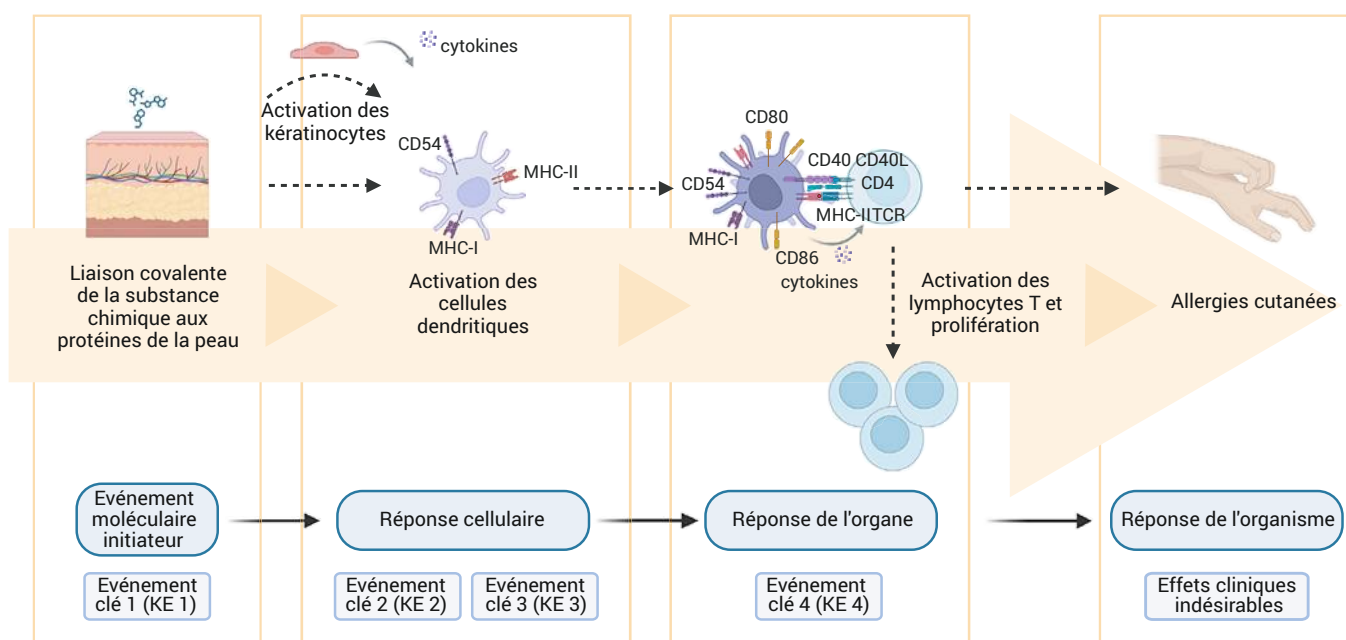 cytokines
Activation des
kératinocytes
CD54
MHC-II
MHC-I
CD80
CD40 CD40L
CD54
CD4
MHC-I
MHC-IITCR
CD86
cytokines
Liaison covalente
de la substance
chimique aux
protéines de la peau
Activation des
cellules
dendritiques
Activation des
lymphocytes T et
prolifération
Allergies cutanées
Evénement
moléculaire
initiateur
Réponse cellulaire
Réponse de l'organe
Réponse de l'organisme
Evénement
clé 1 (KE 1)
Evénement
clé 2 (KE 2)
Evénement
clé 3 (KE 3)
Evénement
clé 4 (KE 4)
Effets cliniques
indésirables